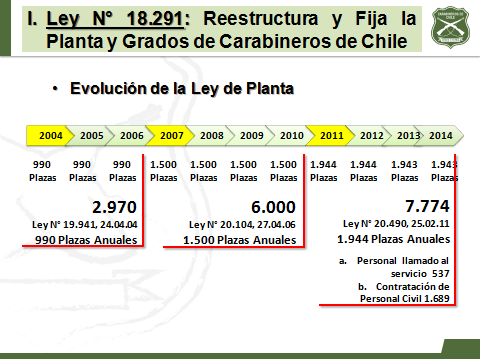 I. Ley N° 18.291: Reestructura y Fija la
Planta y Grados de Carabineros de Chile
CARABINEROS DE
CHILE
• Evolución de la Ley de Planta
2004 2005 2006 2007 2008 2009 2010 2011 2012 2013 2014
990 990 990 1.500 1.500 1.500 1.500 1.944 1.944 1.943 1.943
Plazas Plazas Plazas Plazas Plazas Plazas Plazas Plazas Plazas Plazas Plazas
2.970 6.000 7.774
Ley N° 19.941, 24.04.04 Ley N° 20.104, 27.04.06 Ley N° 20.490, 25.02.11
990 Plazas Anuales 1.500 Plazas Anuales 1.944 Plazas Anuales
a. Personal llamado al
servicio 537
b. Contratación de
Personal Civil 1.689